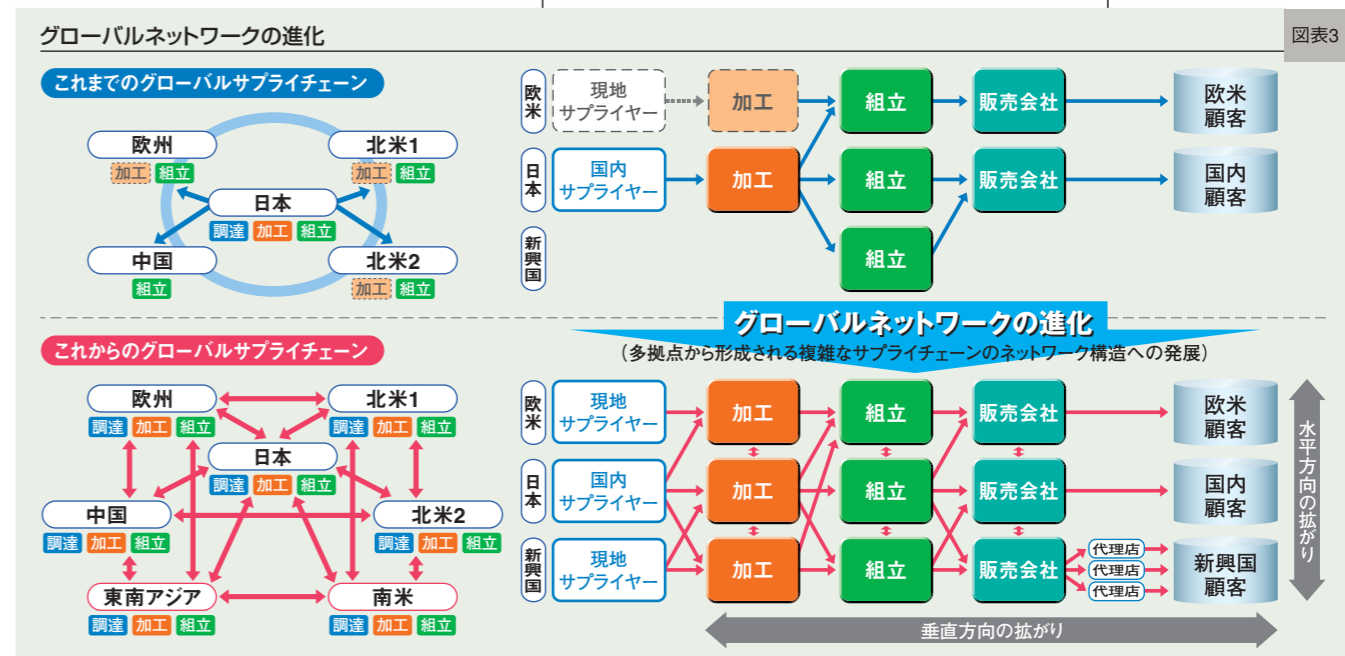 グローバルネットワークの進化
図表3
これまでのグローバルサプライチェーン
欧州
加工 組立
北米1
加工 組立
日本
調達 加工 組立
中国
組立
北米2
加工 組立
欧米
現地
サプライヤー
加工
組立
販売会社
欧米
顧客
日本
国内
サプライヤー
加工
組立
販売会社
国内
顧客
新興国
組立
グローバルネットワークの進化
(多拠点から形成される複雑なサプライチェーンのネットワーク構造への発展)
これからのグローバルサプライチェーン
欧州
調達 加工 組立
北米1
調達 加工 組立
日本
調達 加工 組立
中国
調達 加工 組立
北米2
調達 加工 組立
東南アジア
調達 加工 組立
南米
調達 加工 組立
欧米
現地
サプライヤー
加工
組立
販売会社
欧米
顧客
日本
国内
サプライヤー
加工
組立
販売会社
国内
顧客
新興国
現地
サプライヤー
加工
組立
販売会社
代理店
代理店
代理店
新興国
顧客
水平方向の拡がり
垂直方向の拡がり